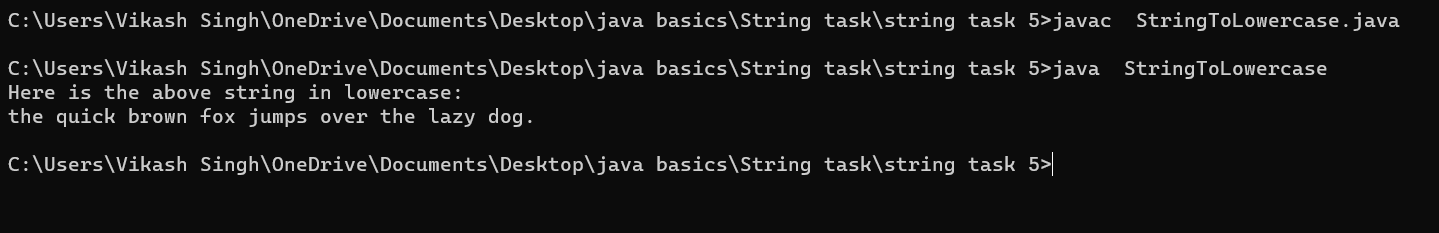 C:\Users\Vikash Singh\OneDrive\Documents\Desktop\java basics\String task\string task 5>javac  StringToLowercase.java
C:\Users\Vikash Singh\OneDrive\Documents\Desktop\java basics\String task\string task 5>java  StringToLowercase
Here is the above string in lowercase:
the quick brown fox jumps over the lazy dog.
C:\Users\Vikash Singh\OneDrive\Documents\Desktop\java basics\String task\string task 5>